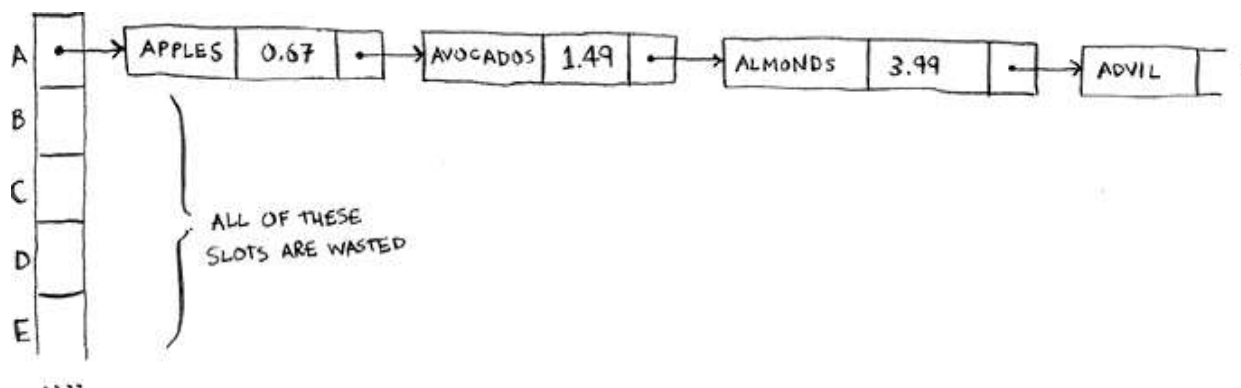 A
APPLES 0.67
AVOCADOS 1.49
ALMONDS 3.99
ADVIL
B
C
D
E
ALL OF THESE
SLOTS ARE WASTED